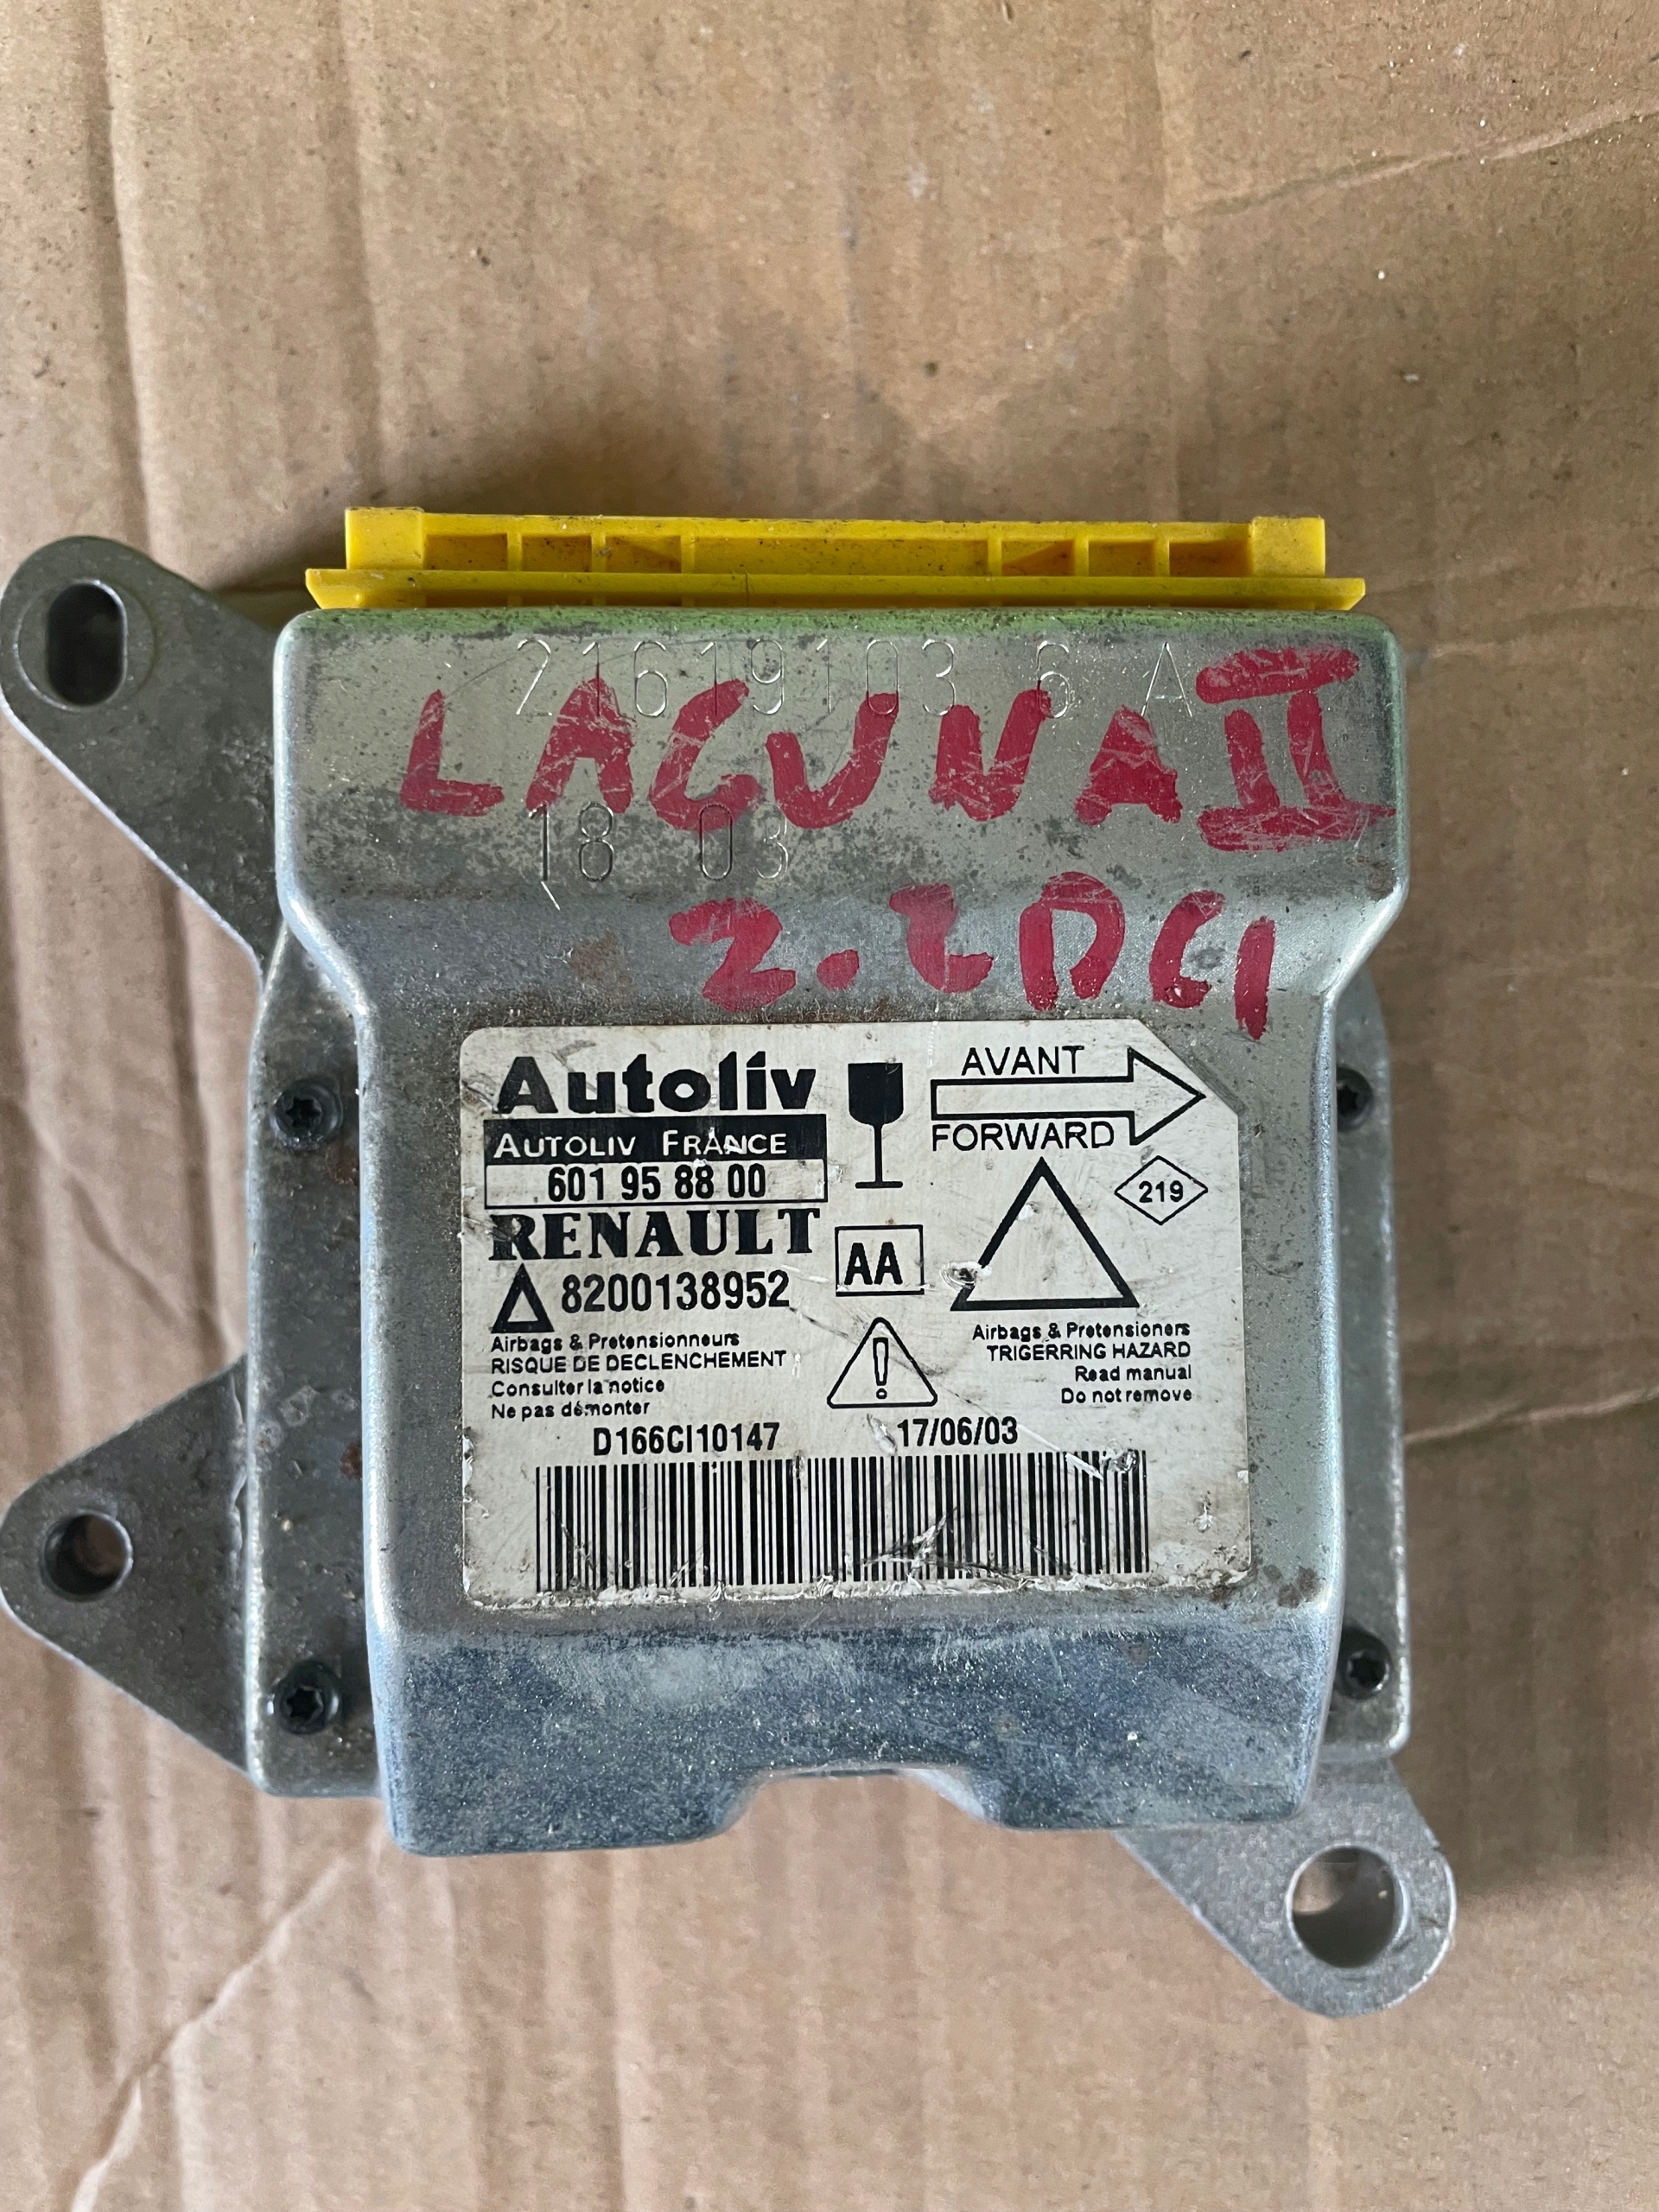 21619103 6 A
LAGUNA II
18 03
2.2DCI
Autoliv
AUTOLIV FRANCE
601 95 88 00
RENAULT
8200138952
AA
AVANT
FORWARD
219
Airbags & Pretensionneurs
RISQUE DE DECLENCHEMENT
Consulter la notice
Ne pas démonter
Airbags & Pretensioners
TRIGERRING HAZARD
Read manual
Do not remove
D166CI10147 17/06/03